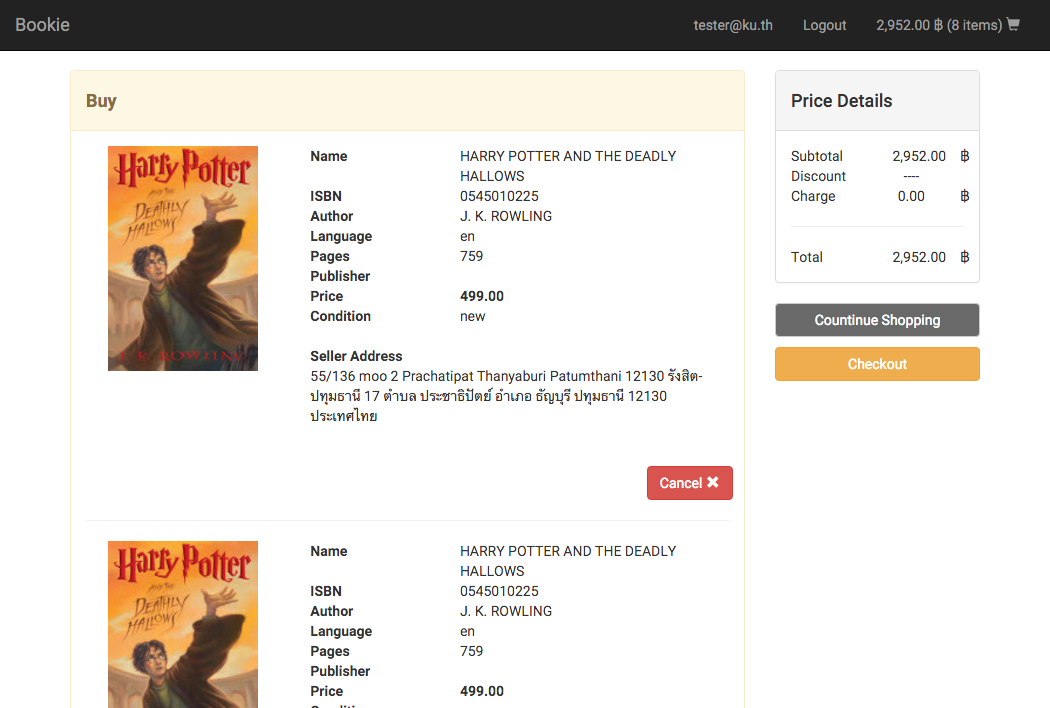 Bookie
tester@ku.th Logout 2,952.00 ฿ (8 items)
Buy
Harry Potter
AND THE
DEATHLY
HALLOWS
J. K. ROWLING
Name HARRY POTTER AND THE DEADLY
HALLOWS
ISBN 0545010225
Author J. K. ROWLING
Language en
Pages 759
Publisher
Price 499.00
Condition new
Seller Address
55/136 moo 2 Prachatipat Thanyaburi Patumthani 12130 รังสิต-
ปทุมธานี 17 ตำบล ประชาธิปัตย์ อำเภอ ธัญบุรี ปทุมธานี 12130
ประเทศไทย
Cancel
Harry Potter
AND THE
DEATHLY
HALLOWS
Name HARRY POTTER AND THE DEADLY
HALLOWS
ISBN 0545010225
Author J. K. ROWLING
Language en
Pages 759
Publisher
Price 499.00
Price Details
Subtotal 2,952.00 ฿
Discount ----
Charge 0.00 ฿
Total 2,952.00 ฿
Countinue Shopping
Checkout